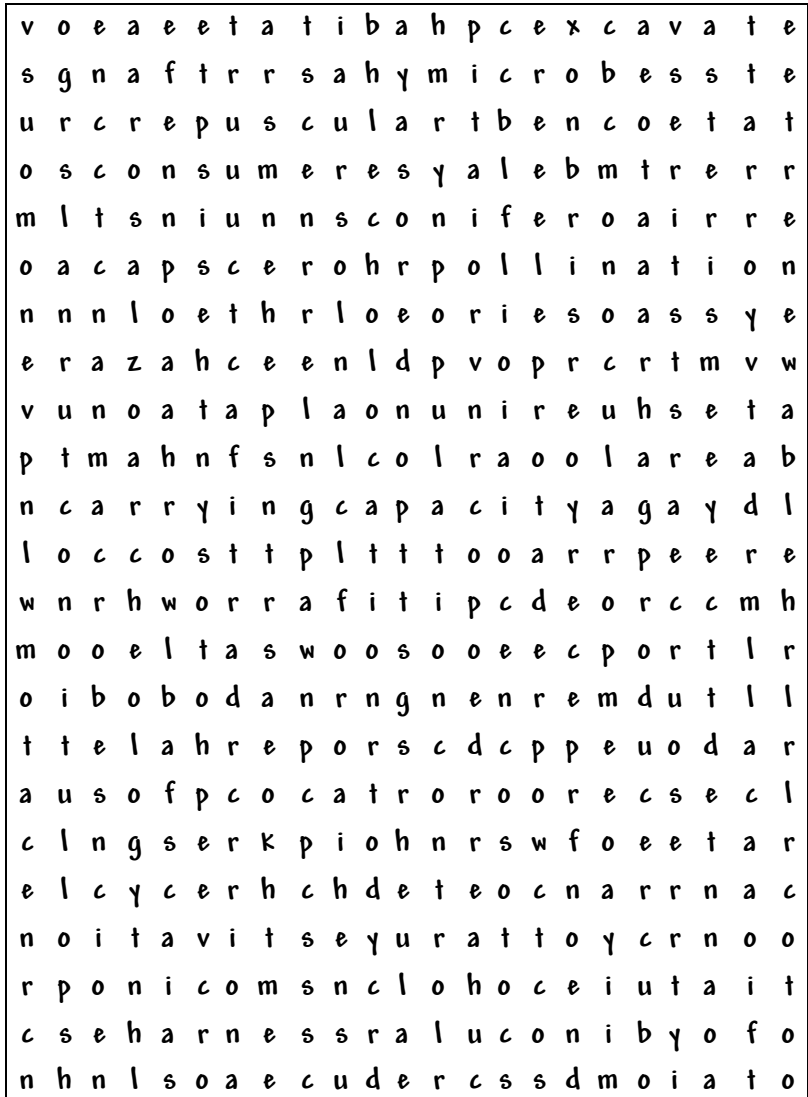 v o e a e e t a t i b a h p c e x c a v a t e
s g n a f t r r s a h y m i c r o b e s s t e
u r c r e p u s c u l a r t b e n c o e t a t
o s c o n s u m e r e s y a l e b m t r e r r
m l t s n i u n n s c o n i f e r o a i r r e
o a c a p s c e r o h r p o l l i n a t i o n
n n n l o e t h r l o e o r i e s o a s s y e
e r a z a h c e e n l d p v o p r c r t m v w
v u n o a t a p l a o n u n i r e u h s e t a
p t m a h n f s n l c o l r a o o l a r e a b
n c a r r y i n g c a p a c i t y a g a y d l
l o c c o s t t p l t t t o o a r r p e e r e
w n r h w o r r a f i t i p c d e o r c c m h
m o o e l t a s w o o s o o e e c p o r t l r
o i b o b o d a n r n g n e n r e m d u t l l
t t e l a h r e p o r s c d c p p e u o d a r
a u s o f p c o c a t r o r o o r e c s e c l
c l n g s e r k p i o h n r s w f o e e t a r
e l c y c e r h c h d e t e o c n a r r n a c
n o i t a v i t s e y u r a t t o y c r n o o
r p o n i c o m s n c l o h o c e i u t a i t
c s e h a r n e s s r a l u c o n i b y o f o
n h n l s o a e c u d e r c s s d m o i a t o